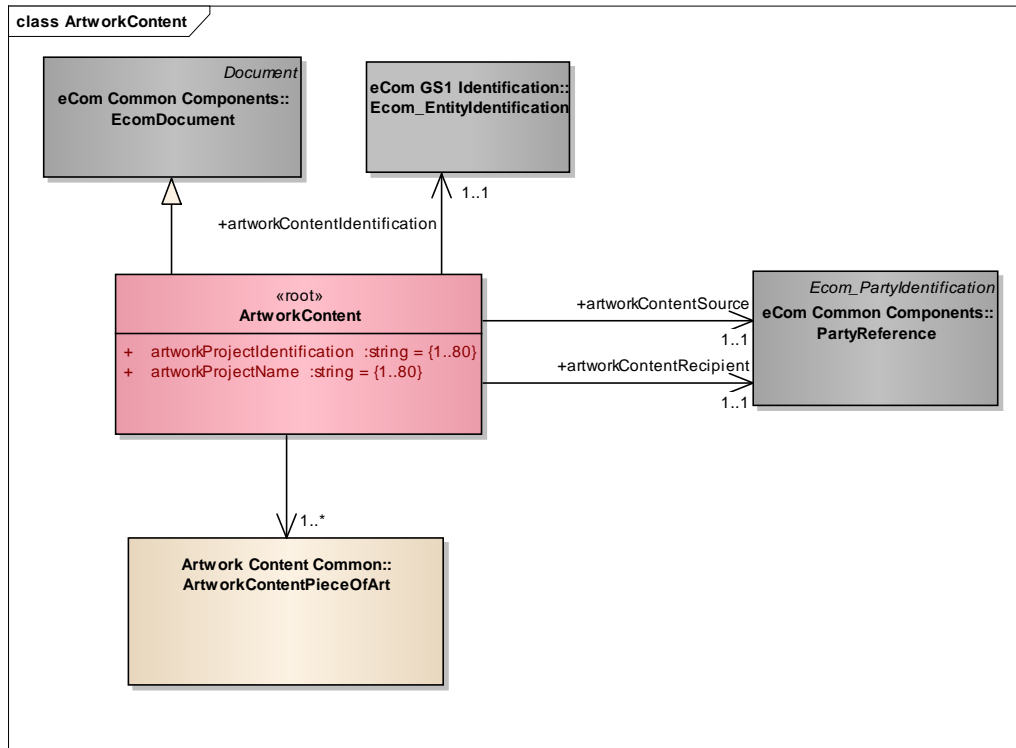 class ArtworkContent
Document
eCom Common Components::
EcomDocument
eCom GS1 Identification::
Ecom_EntityIdentification
1..1
+artworkContentIdentification
«root»
ArtworkContent
+ artworkProjectIdentification :string = {1..80}
+ artworkProjectName :string = {1..80}
+artworkContentSource
1..1
+artworkContentRecipient
1..1
Ecom_PartyIdentification
eCom Common Components::
PartyReference
1..*
Artwork Content Common::
ArtworkContentPieceOfArt